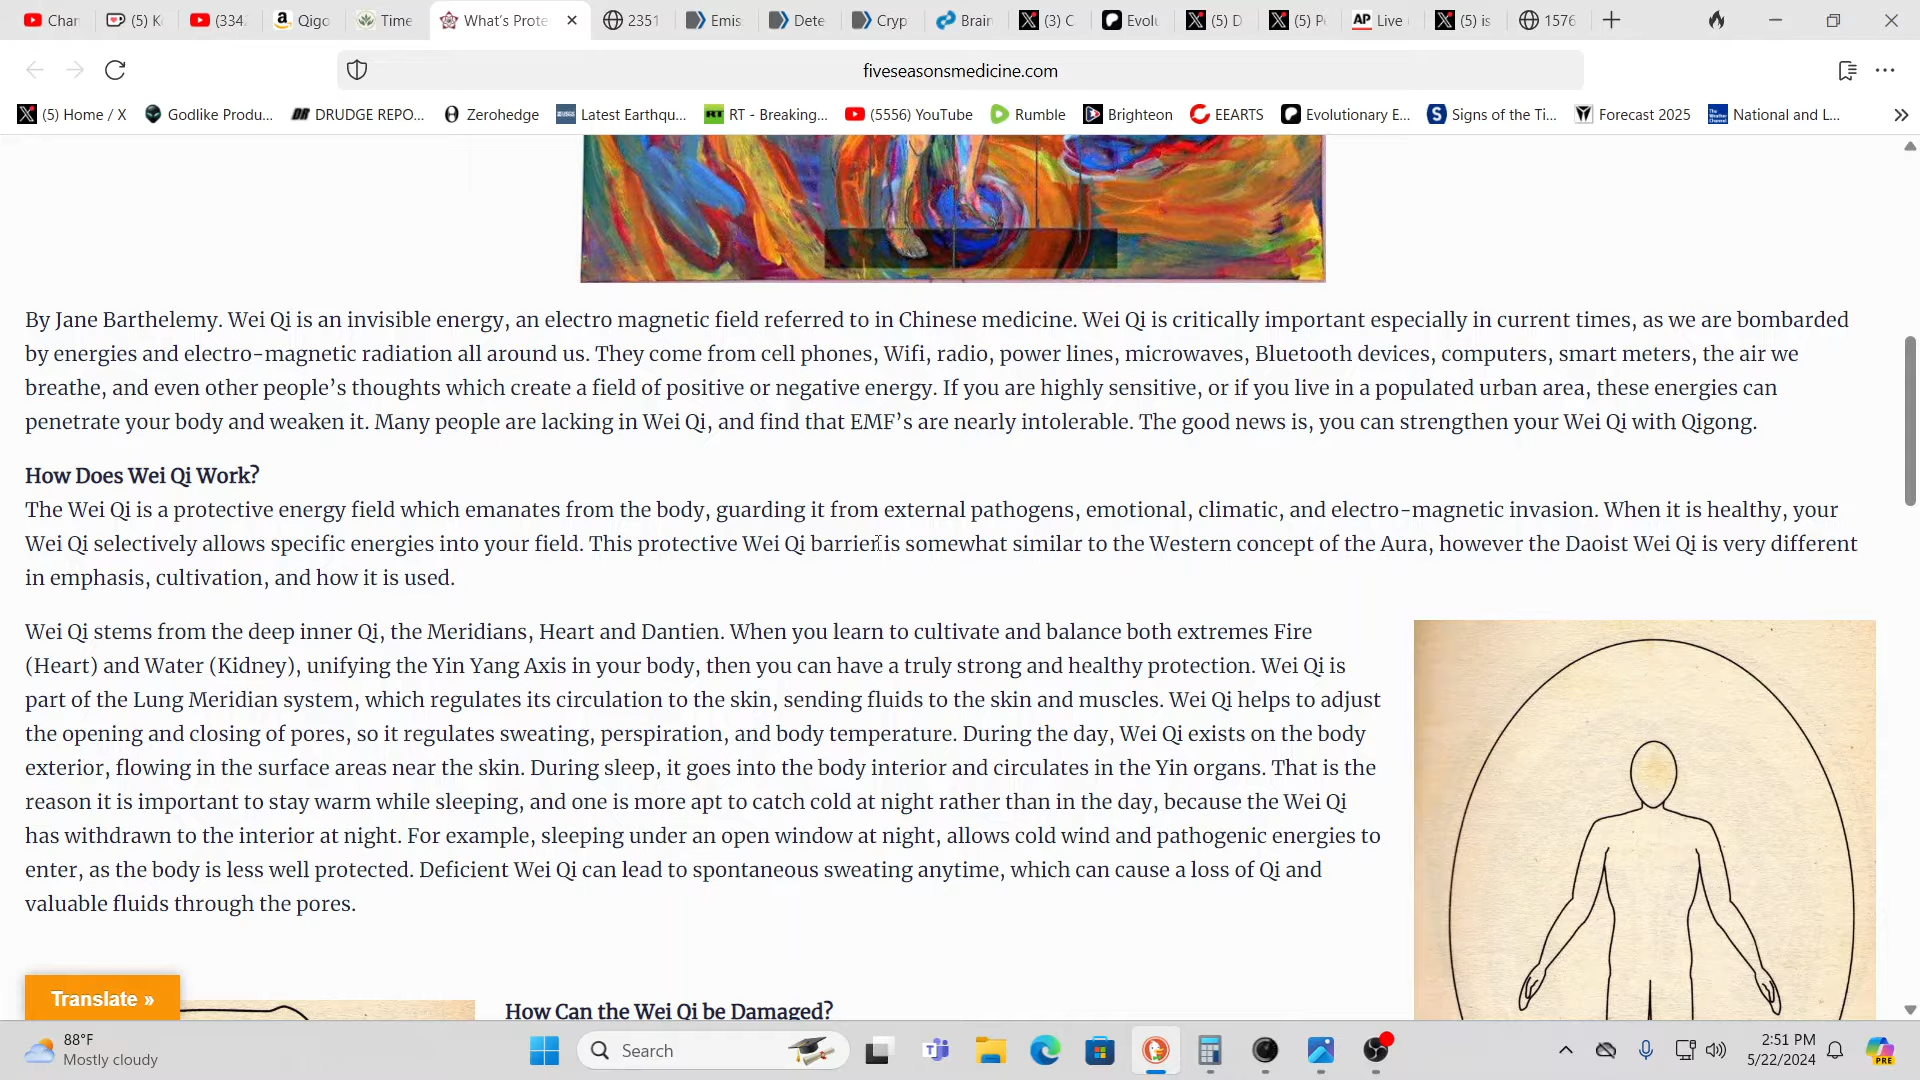 Chan
(5) Ki
(334
Qigo
Time
What's Prote
2351
Emis
Dete
Cryp
Brain
(3) C
Evolu
(5) D
(5) P
AP Live
(5) is
1576
fiveseasonsmedicine.com
(5) Home / X
Godlike Produ...
DRUDGE REPO...
Zerohedge
Latest Earthqu...
RT - Breaking...
(5556) YouTube
Rumble
Brighteon
EEARTS
Evolutionary E...
Signs of the Ti...
Forecast 2025
National and L...
By Jane Barthelemy. Wei Qi is an invisible energy, an electro magnetic field referred to in Chinese medicine. Wei Qi is critically important especially in current times, as we are bombarded
by energies and electro-magnetic radiation all around us. They come from cell phones, Wifi, radio, power lines, microwaves, Bluetooth devices, computers, smart meters, the air we
breathe, and even other people's thoughts which create a field of positive or negative energy. If you are highly sensitive, or if you live in a populated urban area, these energies can
penetrate your body and weaken it. Many people are lacking in Wei Qi, and find that EMF's are nearly intolerable. The good news is, you can strengthen your Wei Qi with Qigong.
How Does Wei Qi Work?
The Wei Qi is a protective energy field which emanates from the body, guarding it from external pathogens, emotional, climatic, and electro-magnetic invasion. When it is healthy, your
Wei Qi selectively allows specific energies into your field. This protective Wei Qi barrier is somewhat similar to the Western concept of the Aura, however the Daoist Wei Qi is very different
in emphasis, cultivation, and how it is used.
Wei Qi stems from the deep inner Qi, the Meridians, Heart and Dantien. When you learn to cultivate and balance both extremes Fire
(Heart) and Water (Kidney), unifying the Yin Yang Axis in your body, then you can have a truly strong and healthy protection. Wei Qi is
part of the Lung Meridian system, which regulates its circulation to the skin, sending fluids to the skin and muscles. Wei Qi helps to adjust
the opening and closing of pores, so it regulates sweating, perspiration, and body temperature. During the day, Wei Qi exists on the body
exterior, flowing in the surface areas near the skin. During sleep, it goes into the body interior and circulates in the Yin organs. That is the
reason it is important to stay warm while sleeping, and one is more apt to catch cold at night rather than in the day, because the Wei Qi
has withdrawn to the interior at night. For example, sleeping under an open window at night, allows cold wind and pathogenic energies to
enter, as the body is less well protected. Deficient Wei Qi can lead to spontaneous sweating anytime, which can cause a loss of Qi and
valuable fluids through the pores.
Translate »
How Can the Wei Qi be Damaged?
88°F
Mostly cloudy
Search
PRE
2:51 PM
5/22/2024